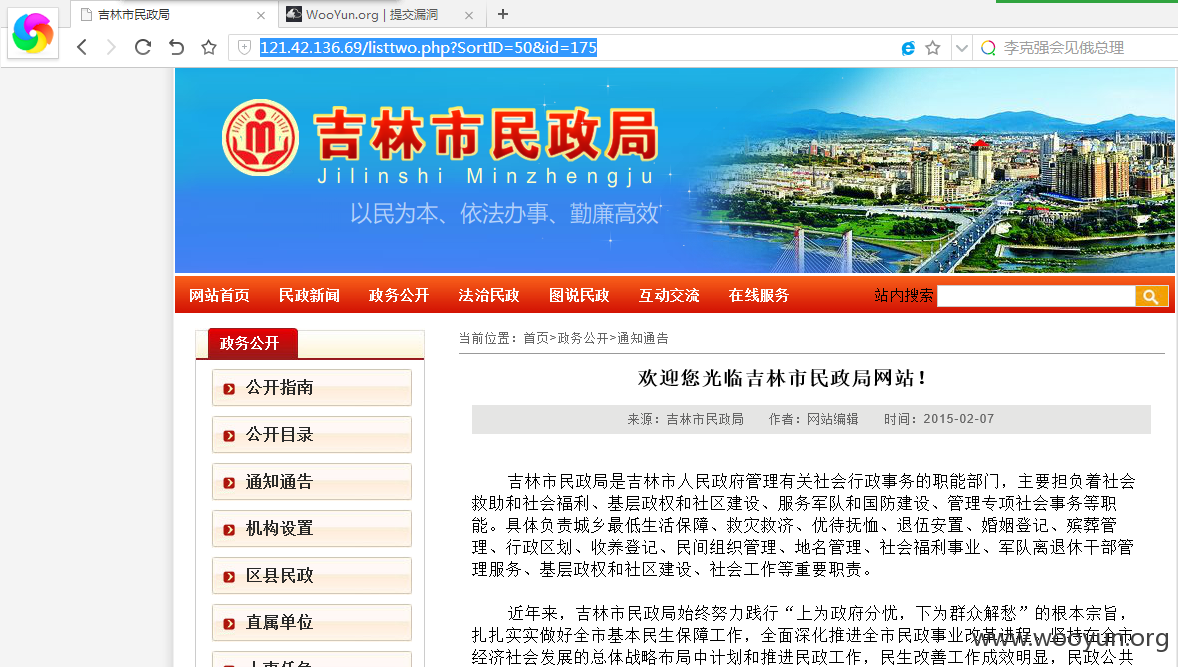 吉林市民政局
WooYun.org | 提交漏洞
121.42.136.69/listtwo.php?SortID=50&id=175
李克强会见俄总理
吉林市民政局
Jilinshi Minzhengju
以民为本、依法办事、勤廉高效
网站首页 民政新闻 政务公开 法治民政 图说民政 互动交流 在线服务 站内搜索
政务公开
公开指南
公开目录
通知通告
机构设置
区县民政
直属单位
当前位置：首页>政务公开>通知通告
欢迎您光临吉林市民政局网站！
来源：吉林市民政局 作者：网站编辑 时间：2015-02-07
吉林市民政局是吉林市人民政府管理有关社会行政事务的职能部门，主要担负着社会
救助和社会福利、基层政权和社区建设、服务军队和国防建设、管理专项社会事务等职
能。具体负责城乡最低生活保障、救灾救济、优待抚恤、退伍安置、婚姻登记、殡葬管
理、行政区划、收养登记、民间组织管理、地名管理、社会福利事业、军队离退休干部管
理服务、基层政权和社区建设、社会工作等重要职责。
近年来，吉林市民政局始终努力践行“上为政府分忧，下为群众解愁”的根本宗旨，
扎扎实实做好全市基本民生保障工作，全面深化推进全市民政事业改革进程，坚持在全市
经济社会发展的总体战略布局中计划和推进民政工作，民生改善工作成效明显，民政公共
www.wooyun.org